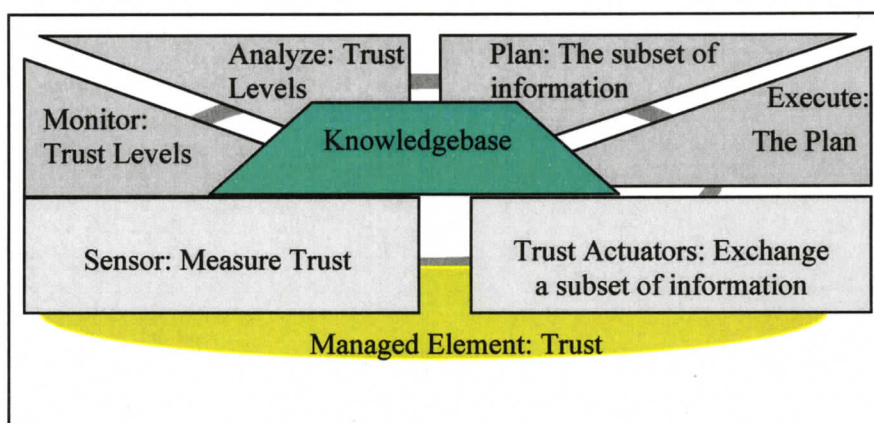 Analyze: Trust
Levels
Plan: The subset of
information
Monitor:
Trust Levels
Execute:
The Plan
Knowledgebase
Sensor: Measure Trust
Trust Actuators: Exchange
a subset of information
Managed Element: Trust